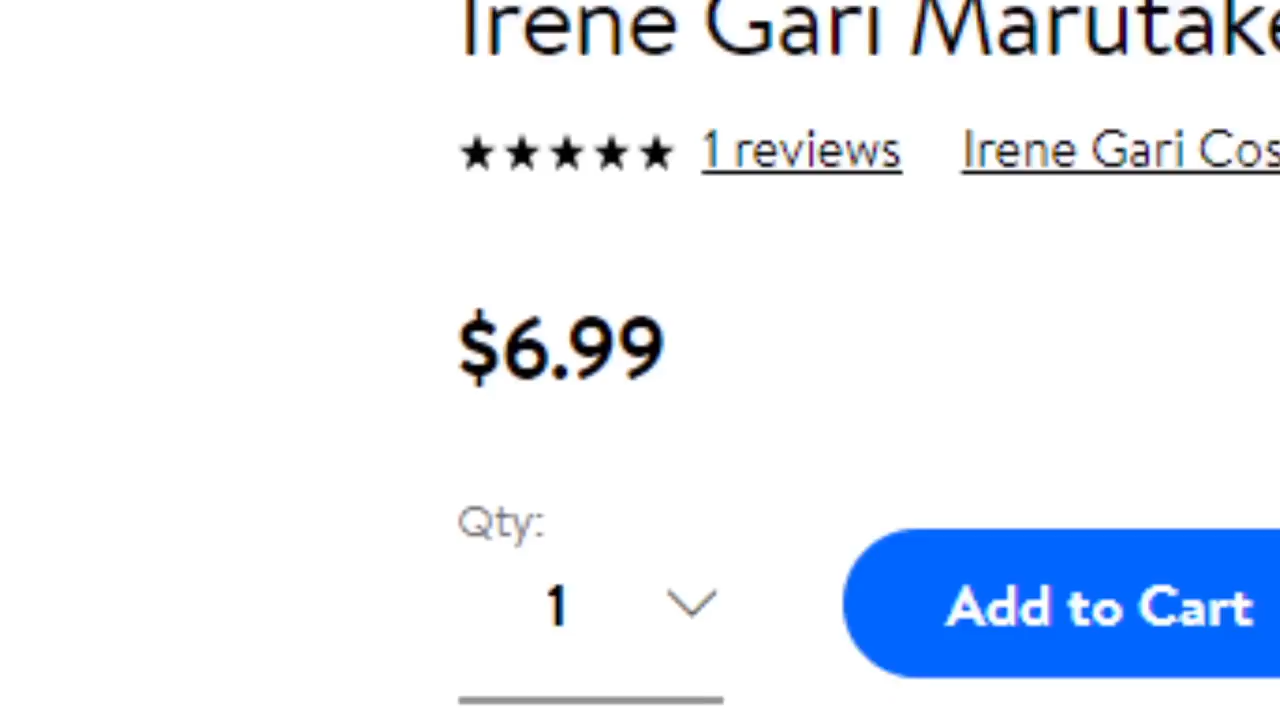 Irene Gari Marutake
1 reviews Irene Gari Cos
$6.99
Qty:
1
Add to Cart